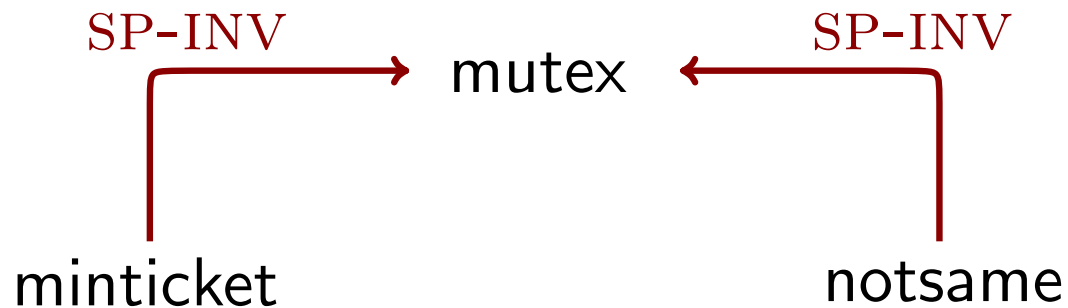 SP-INV
SP-INV
mutex
minticket
notsame